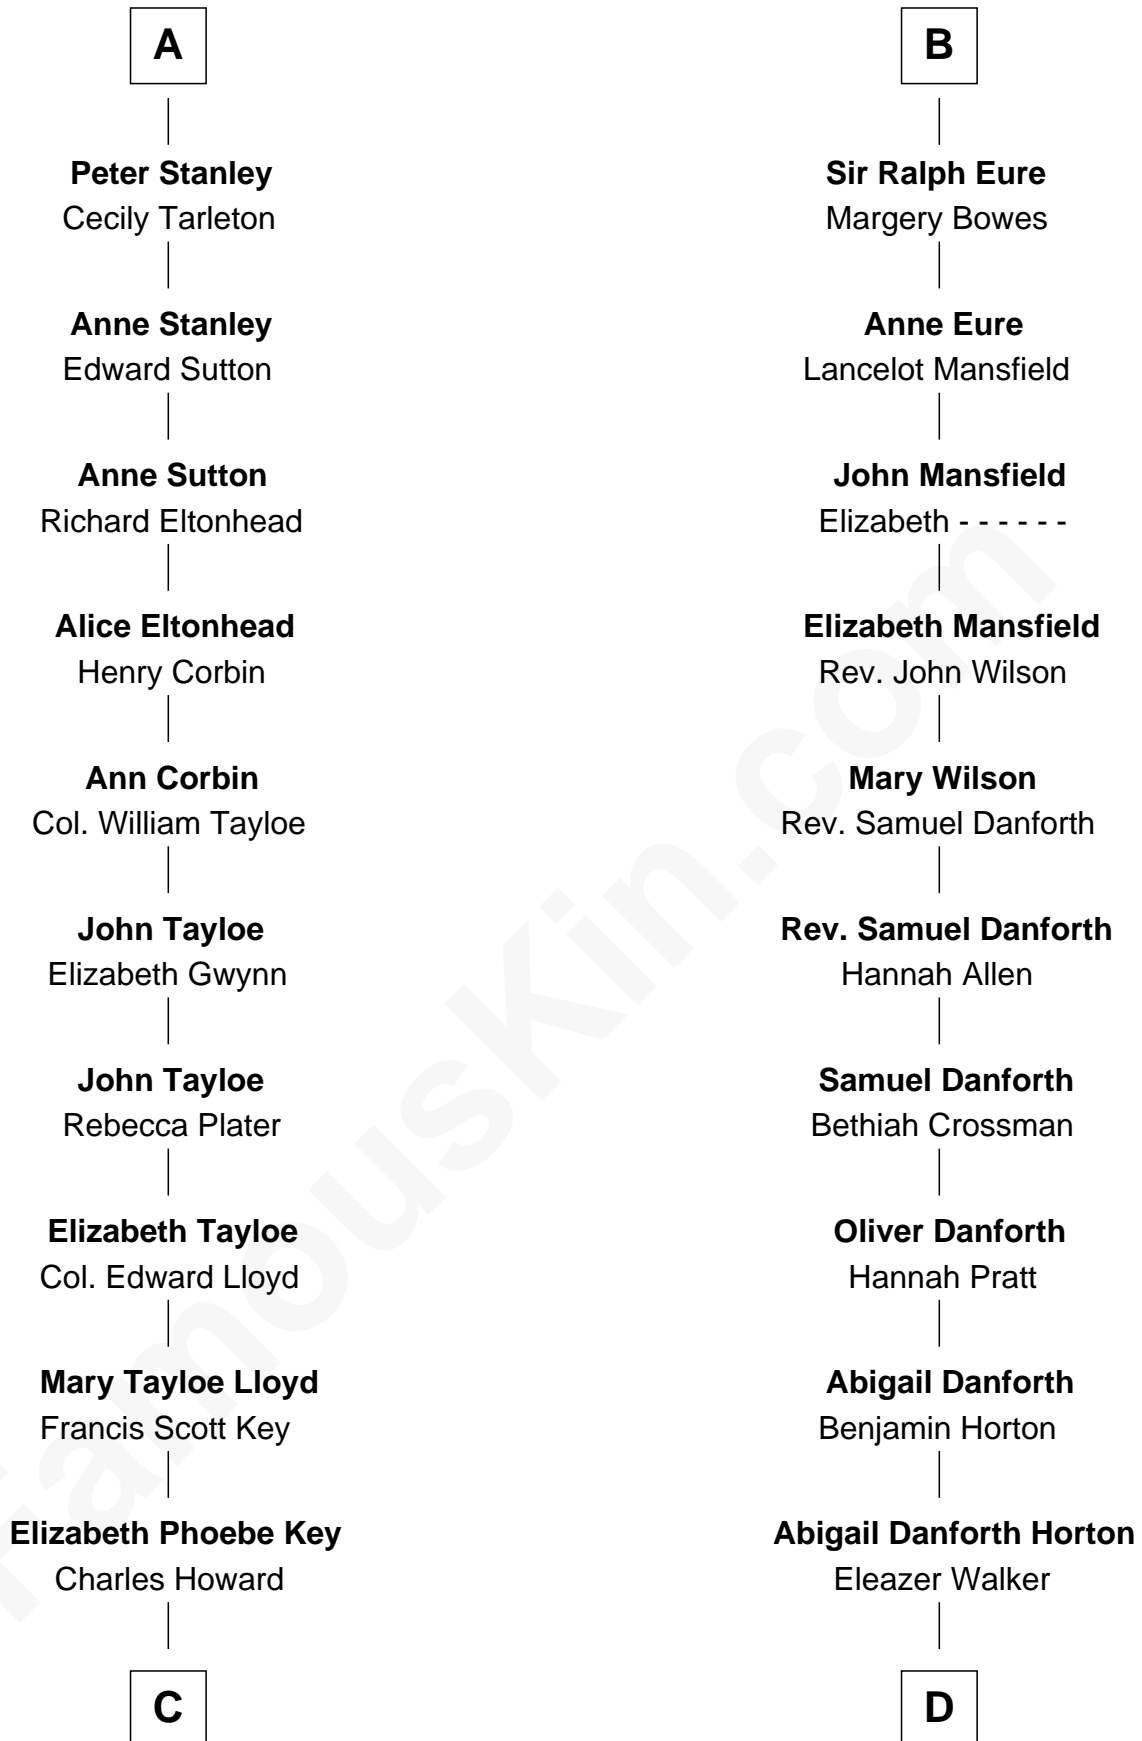 A
Peter Stanley
Cecily Tarleton
Anne Stanley
Edward Sutton
Anne Sutton
Richard Eltonhead
Alice Eltonhead
Henry Corbin
Ann Corbin
Col. William Tayloe
John Tayloe
Elizabeth Gwynn
John Tayloe
Rebecca Plater
Elizabeth Tayloe
Col. Edward Lloyd
Mary Tayloe Lloyd
Francis Scott Key
Elizabeth Phoebe Key
Charles Howard
C
B
Sir Ralph Eure
Margery Bowes
Anne Eure
Lancelot Mansfield
John Mansfield
Elizabeth - - - - - -
Elizabeth Mansfield
Rev. John Wilson
Mary Wilson
Rev. Samuel Danforth
Rev. Samuel Danforth
Hannah Allen
Samuel Danforth
Bethiah Crossman
Oliver Danforth
Hannah Pratt
Abigail Danforth
Benjamin Horton
Abigail Danforth Horton
Eleazer Walker
D
FamousKin.com